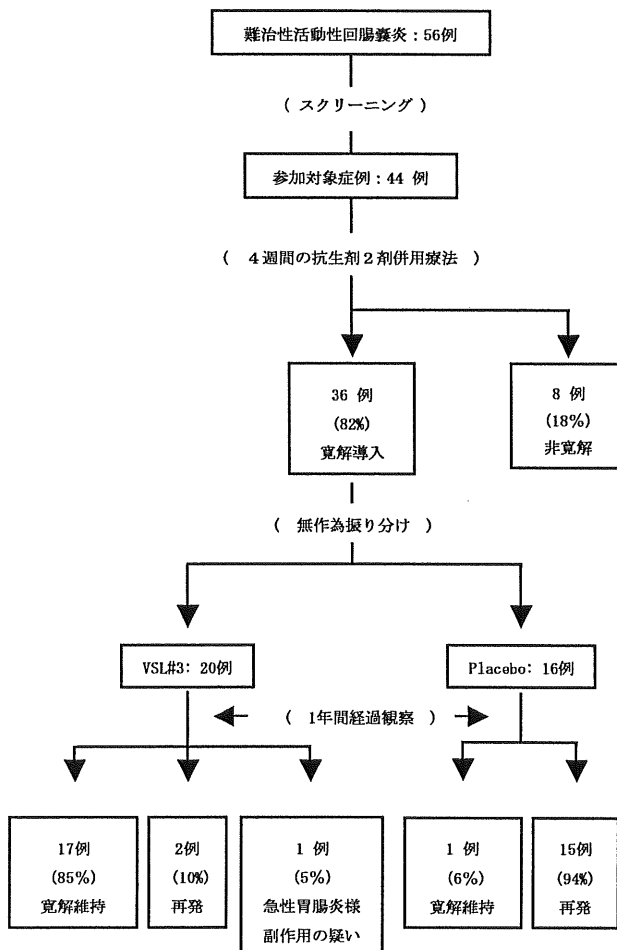 難治性活動性回腸嚢炎：56例
( スクリーニング )
参加対象症例：44 例
( 4週間の抗生剤2剤併用療法 )
36 例
(82%)
寛解導入
8 例
(18%)
非寛解
( 無作為振り分け )
VSL#3: 20例
Placebo: 16例
( 1年間経過観察 )
17例
(85%)
寛解維持
2例
(10%)
再発
1 例
(5%)
急性胃腸炎様
副作用の疑い
1 例
(6%)
寛解維持
15例
(94%)
再発